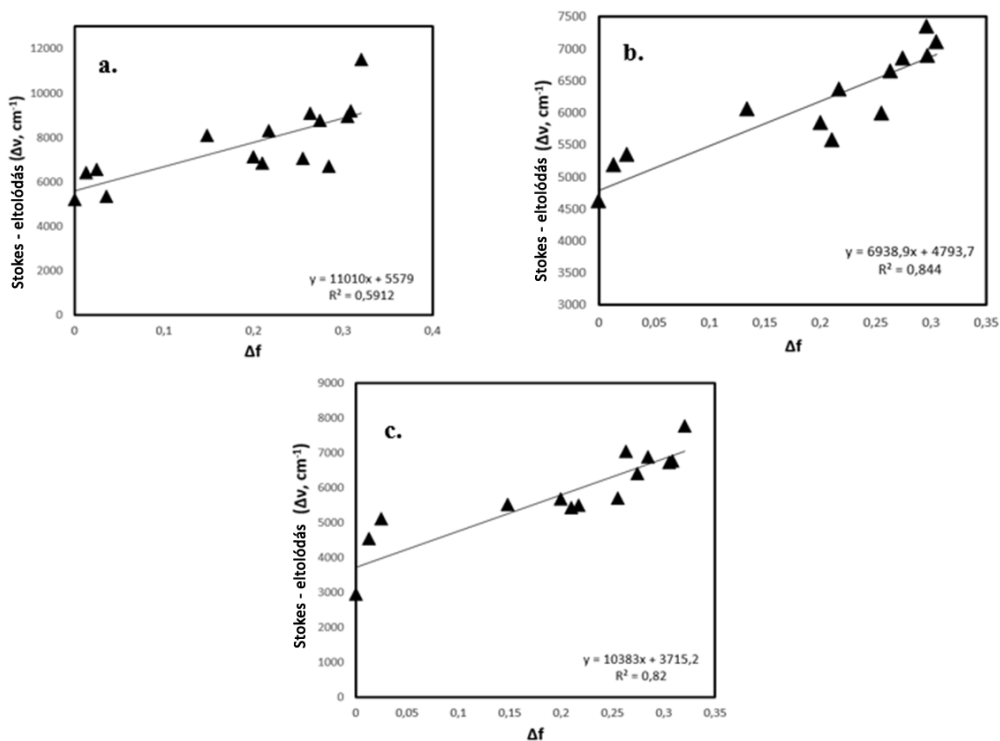 a.
Stokes - eltolódás (Δν, cm⁻¹)
12000
10000
8000
6000
4000
2000
0
y = 11010x + 5579
R² = 0,5912
0 0,1 0,2 0,3 0,4
Δf
b.
Stokes - eltolódás (Δν, cm⁻¹)
7500
7000
6500
6000
5500
5000
4500
4000
3500
3000
y = 6938,9x + 4793,7
R² = 0,844
0 0,05 0,1 0,15 0,2 0,25 0,3 0,35
Δf
c.
Stokes - eltolódás (Δν, cm⁻¹)
9000
8000
7000
6000
5000
4000
3000
2000
1000
0
y = 10383x + 3715,2
R² = 0,82
0 0,05 0,1 0,15 0,2 0,25 0,3 0,35
Δf